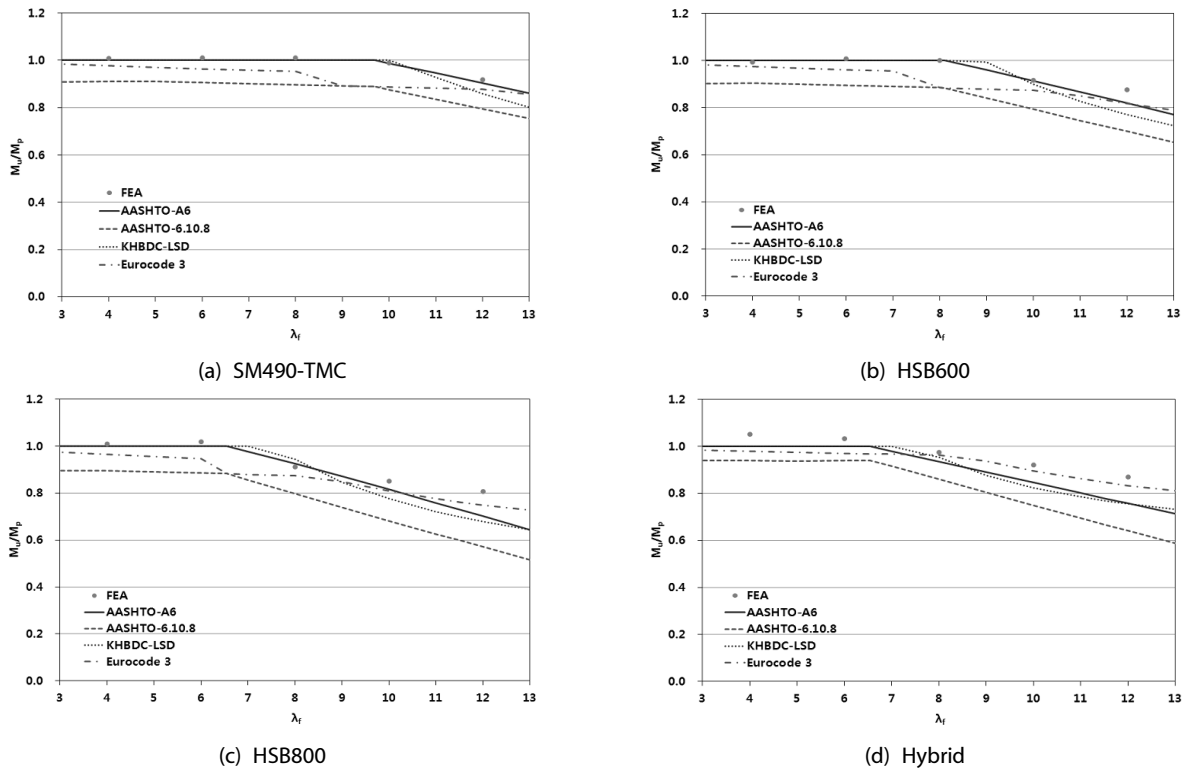 1.2
1.0
0.8
0.6
0.4
0.2
0.0
Mu/Mp
FEA
AASHTO-A6
AASHTO-6.10.8
KHBDC-LSD
Eurocode 3
3 4 5 6 7 8 9 10 11 12 13
λf
(a) SM490-TMC
1.2
1.0
0.8
0.6
0.4
0.2
0.0
Mu/Mp
FEA
AASHTO-A6
AASHTO-6.10.8
KHBDC-LSD
Eurocode 3
3 4 5 6 7 8 9 10 11 12 13
λf
(b) HSB600
1.2
1.0
0.8
0.6
0.4
0.2
0.0
Mu/Mp
FEA
AASHTO-A6
AASHTO-6.10.8
KHBDC-LSD
Eurocode 3
3 4 5 6 7 8 9 10 11 12 13
λf
(c) HSB800
1.2
1.0
0.8
0.6
0.4
0.2
0.0
Mu/Mp
FEA
AASHTO-A6
AASHTO-6.10.8
KHBDC-LSD
Eurocode 3
3 4 5 6 7 8 9 10 11 12 13
λf
(d) Hybrid